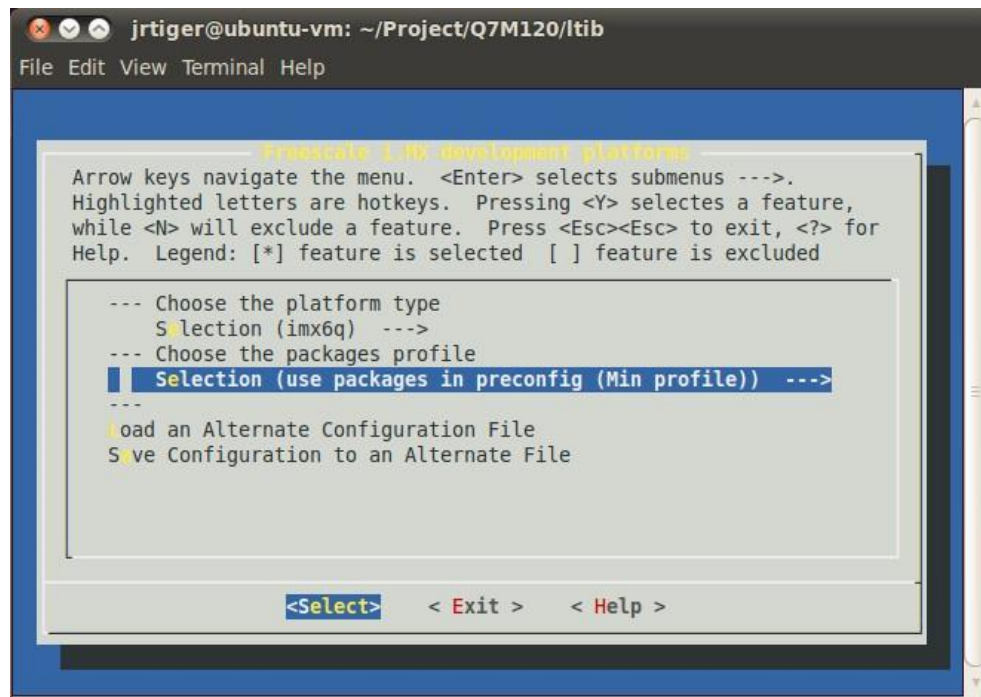 jrtiger@ubuntu-vm: ~/Project/Q7M120/ltib
File Edit View Terminal Help
Freescale i.MX development platforms
Arrow keys navigate the menu. <Enter> selects submenus --->.
Highlighted letters are hotkeys. Pressing <Y> selectes a feature,
while <N> will exclude a feature. Press <Esc><Esc> to exit, <?> for
Help. Legend: [*] feature is selected [ ] feature is excluded
--- Choose the platform type
Selection (imx6q) --->
--- Choose the packages profile
Selection (use packages in preconfig (Min profile)) --->
---
Load an Alternate Configuration File
Save Configuration to an Alternate File
<Select> < Exit > < Help >